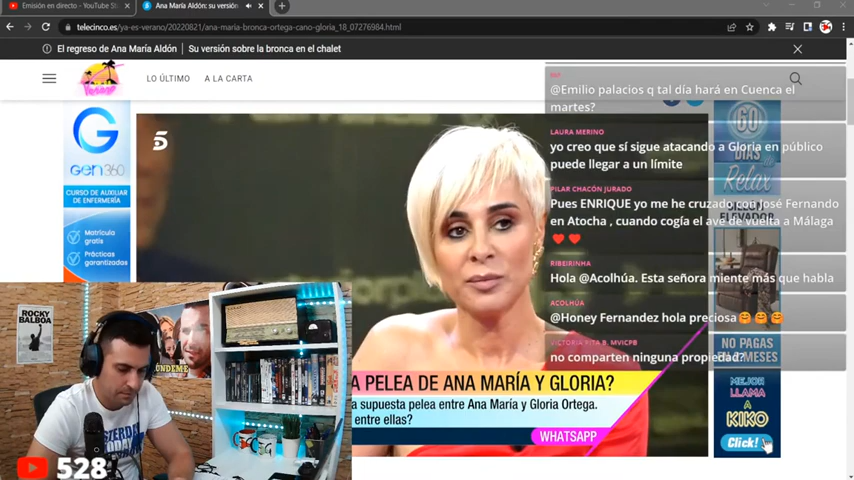 Emisión en directo - YouTube St
Ana María Aldón: su versión
telecinco.es/ya-es-verano/20220821/ana-maria-bronca-ortega-cano-gloria_18_07276984.html
El regreso de Ana María Aldón | Su versión sobre la bronca en el chalet
LO ÚLTIMO
A LA CARTA
@Emilio palacios q tal día hará en Cuenca el
martes?
LAURA MERINO
yo creo que sí sigue atacando a Gloria en público
puede llegar a un límite
PILAR CHACÓN JURADO
Pues ENRIQUE yo me he cruzado con José Fernando
en Atocha , cuando cogía el ave de vuelta a Málaga
RIBEIRINHA
Hola @Acolhúa. Esta señora miente más que habla
ACOLHÚA
@Honey Fernandez hola preciosa
VICTORIA RITA B. MVICPB
no comparten ninguna propiedad?
G
gen360
CURSO DE AUXILIAR
DE ENFERMERÍA
Matrícula
gratis
Prácticas
garantizadas
5
60
DÍAS
Relax
ELEVADOR
NO PAGAS
MESES
MEJOR
LLAMA
A
KIKO
Click!
A PELEA DE ANA MARÍA Y GLORIA?
a supuesta pelea entre Ana María y Gloria Ortega.
entre ellas?
WHATSAPP
ROCKY
BALBOA
NDEME
YESTERDAY
TODAY
528